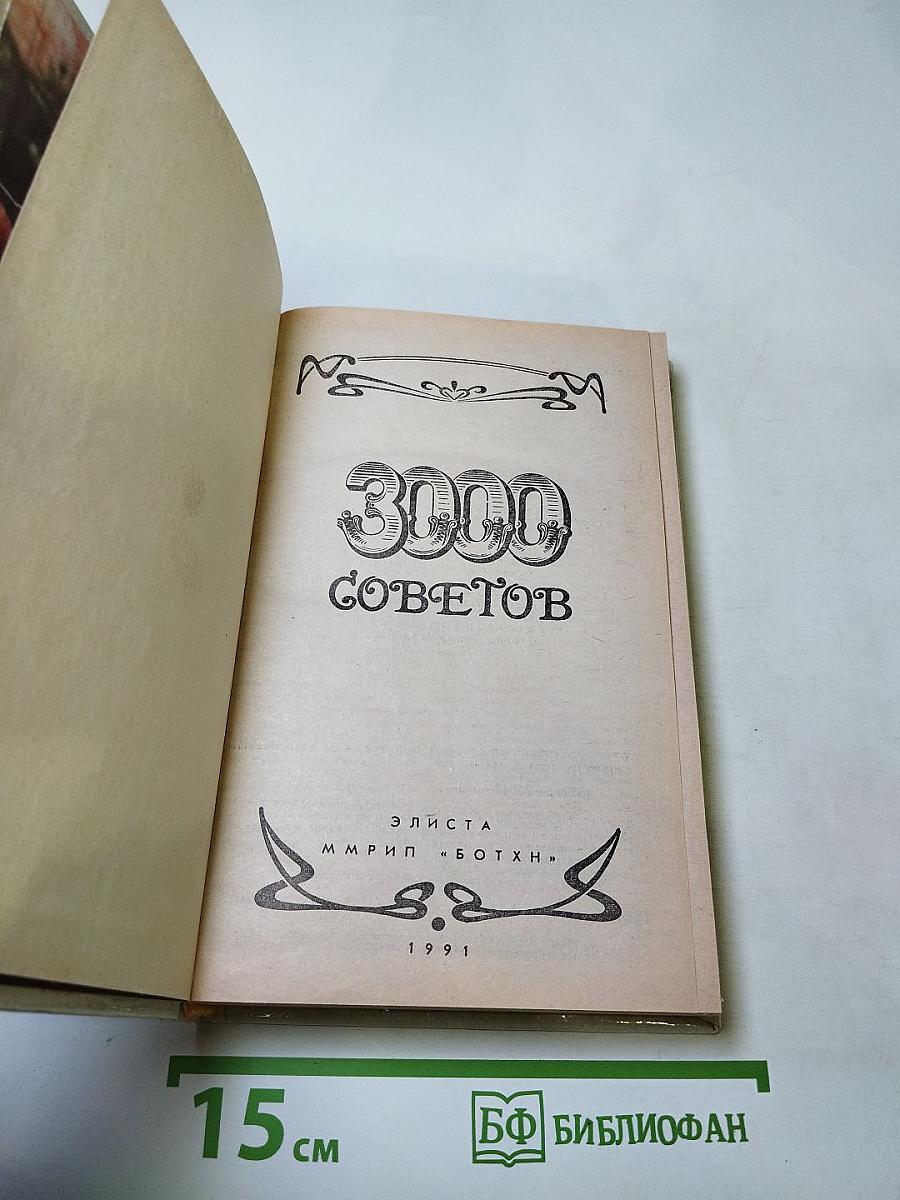 3000
СОВЕТОВ
ЭЛИСТА
ММРИП «БОТХН»
1991
15 см
БФ БИБЛИОФАН